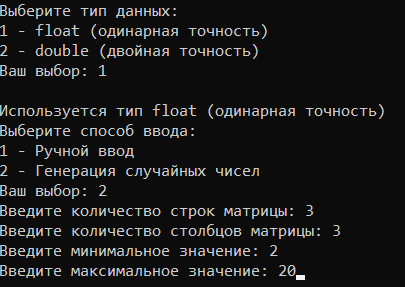 Выберите тип данных:
1 - float (одинарная точность)
2 - double (двойная точность)
Ваш выбор: 1
Используется тип float (одинарная точность)
Выберите способ ввода:
1 - Ручной ввод
2 - Генерация случайных чисел
Ваш выбор: 2
Введите количество строк матрицы: 3
Введите количество столбцов матрицы: 3
Введите минимальное значение: 2
Введите максимальное значение: 20